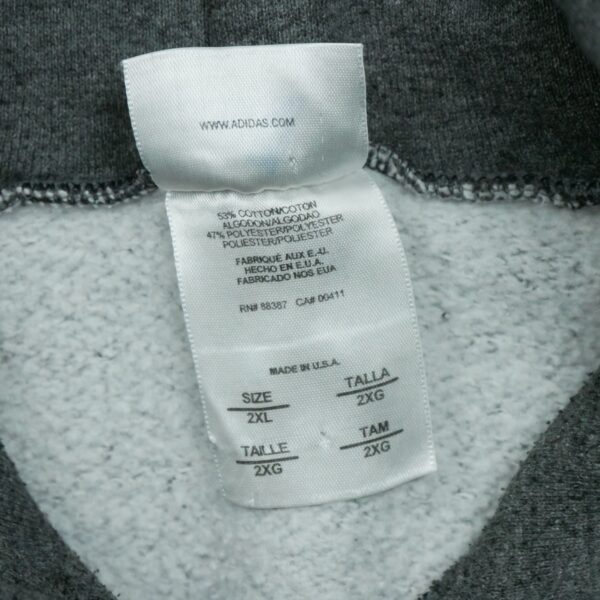 WWW.ADIDAS.COM
53% COTTON/COTON
ALGODON/ALGODAO
47% POLYESTER/POLYESTER
POLIESTER/POLIESTER
FABRIQUÉ AUX E.-U.
HECHO EN E.U.A.
FABRICADO NOS EUA
RN# 88387 CA# 00411
MADE IN U.S.A.
SIZE
2XL
TALLA
2XG
TAILLE
2XG
TAM
2XG